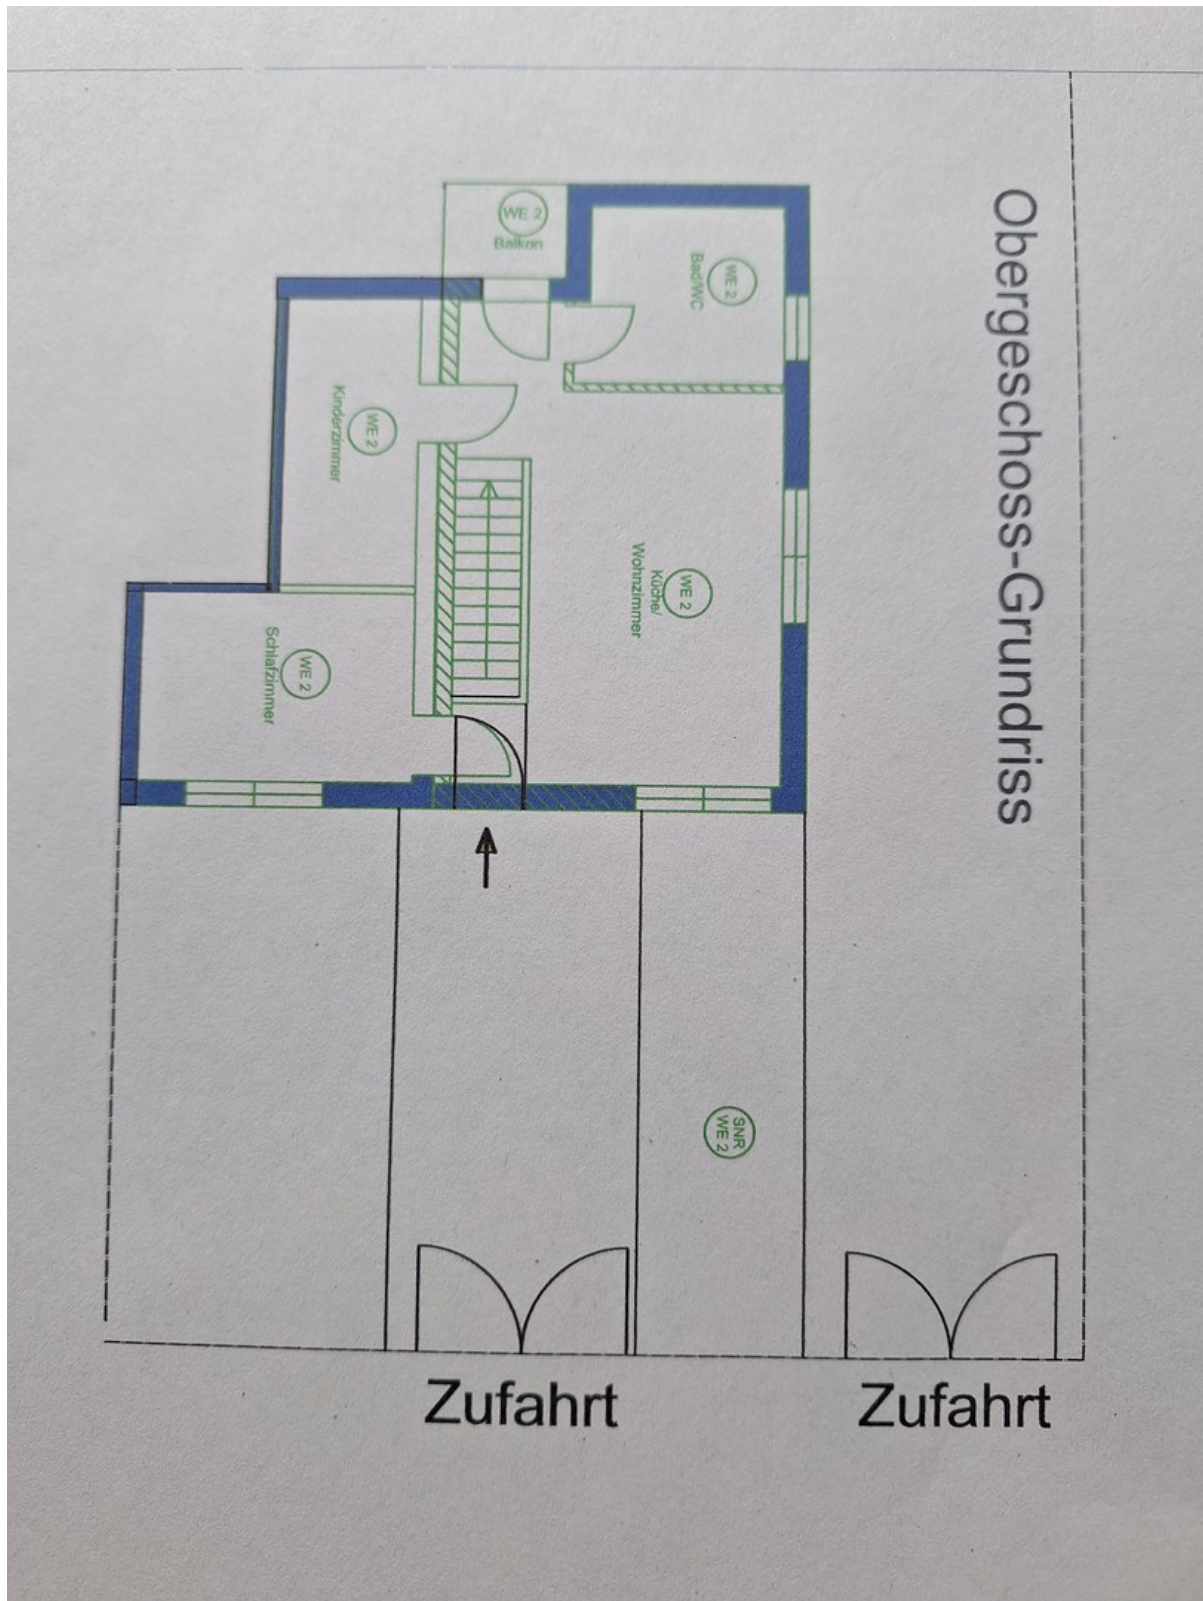 Obergeschoss-Grundriss
WE 2
Balkon
WE 2
Bad/WC
WE 2
Kinderzimmer
WE 2
Küche/
Wohnzimmer
WE 2
Schlafzimmer
SNR
WE 2
Zufahrt
Zufahrt